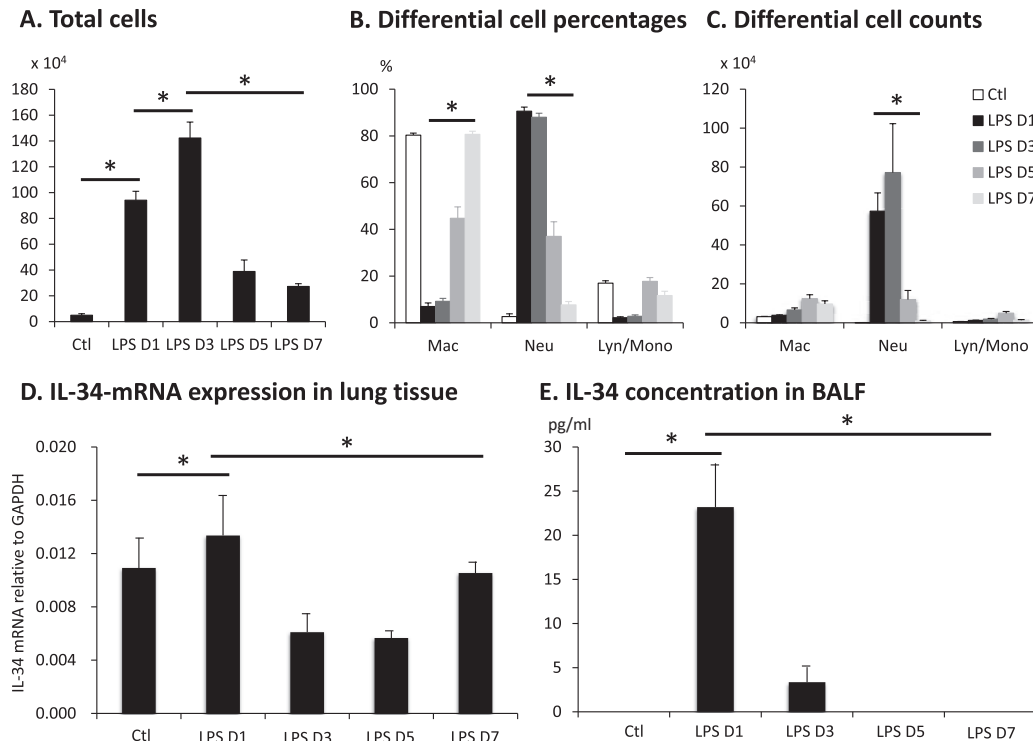 A. Total cells
B. Differential cell percentages
C. Differential cell counts
x 10⁴
180
160
140
120
100
80
60
40
20
0
*
*
*
Ctl
LPS D1
LPS D3
LPS D5
LPS D7
%
100
80
60
40
20
0
*
*
Mac
Neu
Lyn/Mono
x 10⁴
120
100
80
60
40
20
0
*
Mac
Neu
Lyn/Mono
Ctl
LPS D1
LPS D3
LPS D5
LPS D7
D. IL-34-mRNA expression in lung tissue
IL-34 mRNA relative to GAPDH
0.020
0.016
0.012
0.008
0.004
0.000
*
*
Ctl
LPS D1
LPS D3
LPS D5
LPS D7
E. IL-34 concentration in BALF
pg/ml
30
25
20
15
10
5
0
*
*
Ctl
LPS D1
LPS D3
LPS D5
LPS D7